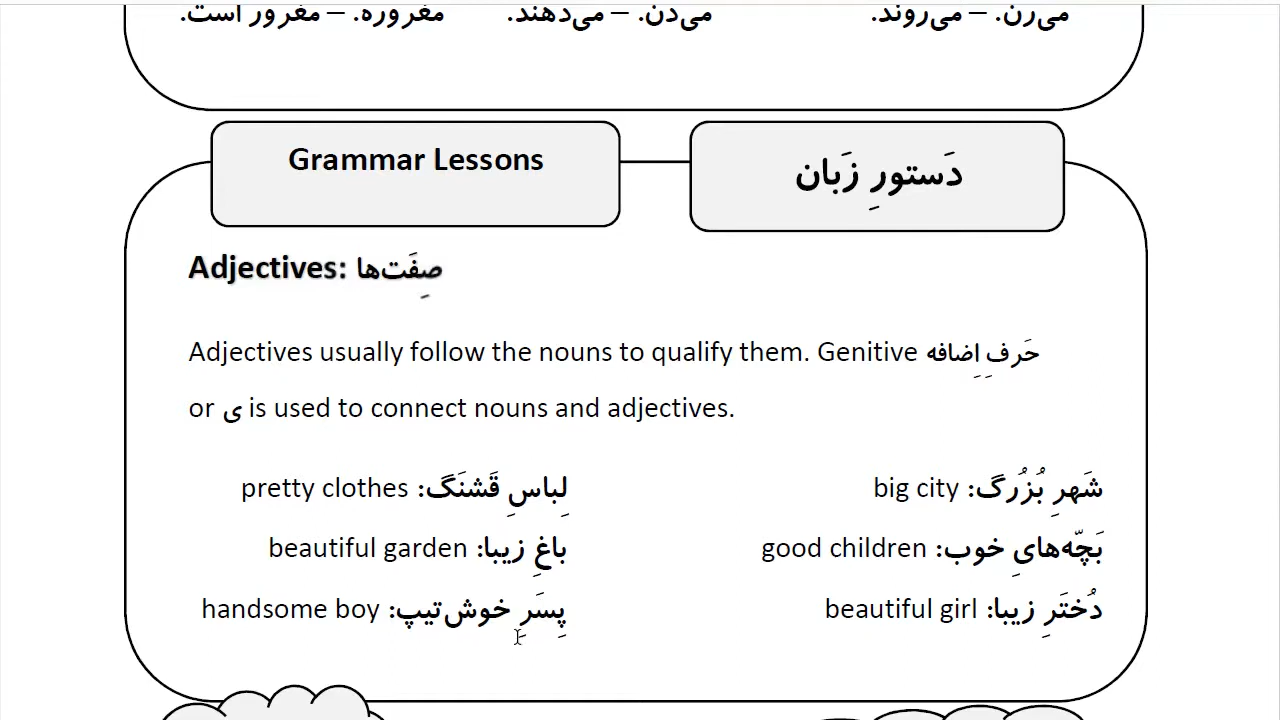 می‌رن. – می‌روند. می‌دن. – می‌دهند. مغروره. – مغرور است.
Grammar Lessons
دَستورِ زَبان
Adjectives: صِفَت‌ها
Adjectives usually follow the nouns to qualify them. Genitive حَرفِ اِضافه
or ی is used to connect nouns and adjectives.
شَهرِ بُزُرگ: big city
لِباسِ قَشَنگ: pretty clothes
بَچّه‌هایِ خوب: good children
باغِ زیبا: beautiful garden
دُختَرِ زیبا: beautiful girl
پِسَرِ خوش‌تیپ: handsome boy